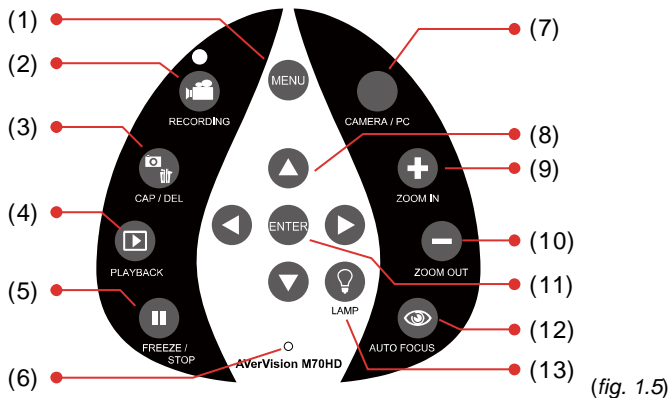 (1)
(2)
RECORDING
(3)
CAP / DEL
(4)
PLAYBACK
(5)
FREEZE /
STOP
(6)
AVerVision M70HD
MENU
ENTER
LAMP
(7)
CAMERA / PC
(8)
(9)
ZOOM IN
(10)
ZOOM OUT
(11)
(12)
AUTO FOCUS
(13)
(fig. 1.5)